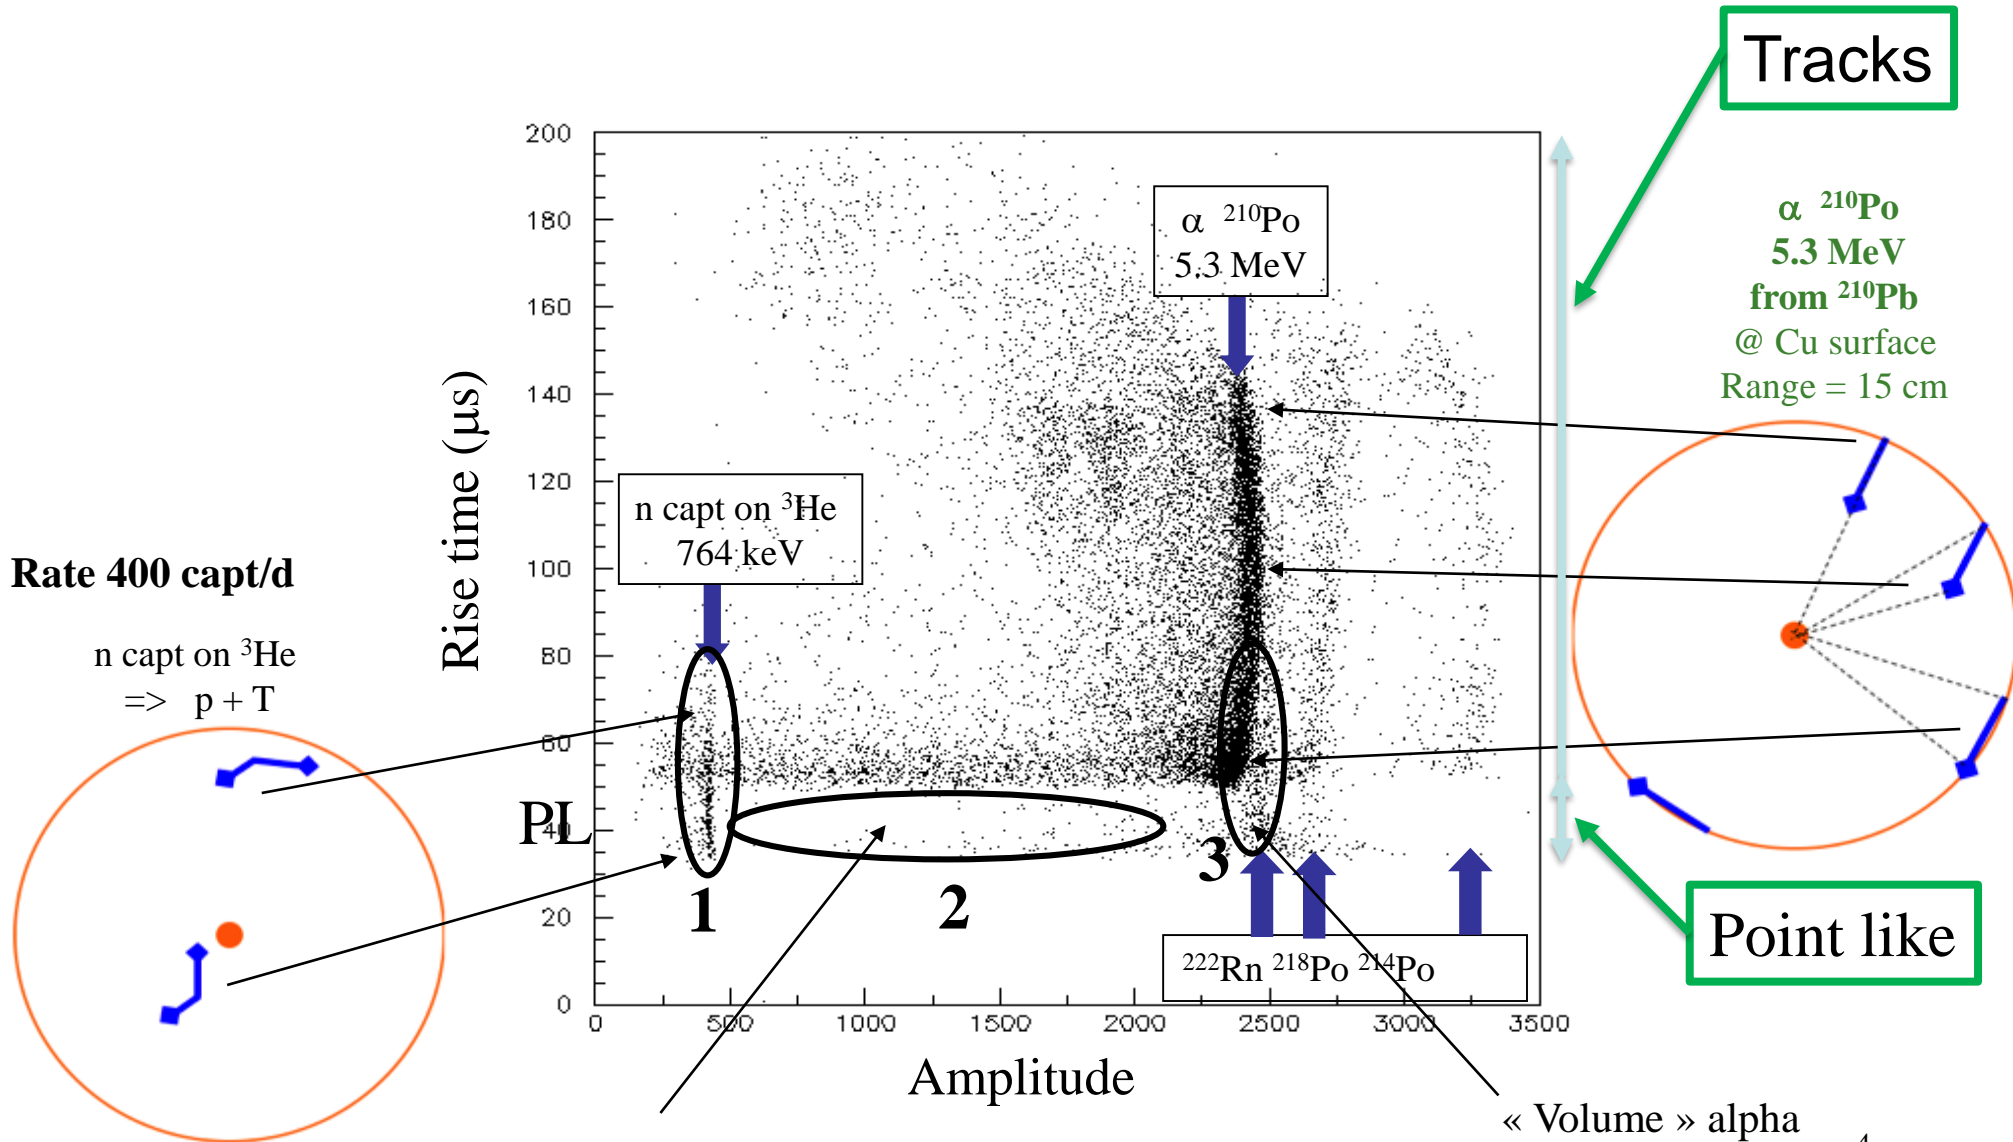 Tracks
α ²¹⁰Po
5.3 MeV
from ²¹⁰Pb
@ Cu surface
Range = 15 cm
α ²¹⁰Po
5.3 MeV
n capt on ³He
764 keV
Rate 400 capt/d
n capt on ³He
=> p + T
Rise time (μs)
200
180
160
140
120
100
80
60
40
20
0
PL
1
2
3
Point like
²²²Rn ²¹⁸Po ²¹⁴Po
0
500
1000
1500
2000
2500
3000
3500
Amplitude
« Volume » alpha